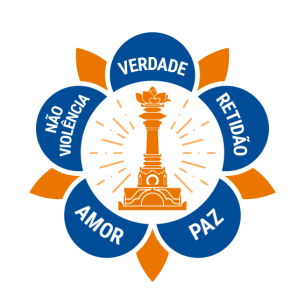 VERDADE
RETIDÃO
PAZ
AMOR
NÃO
VIOLÊNCIA